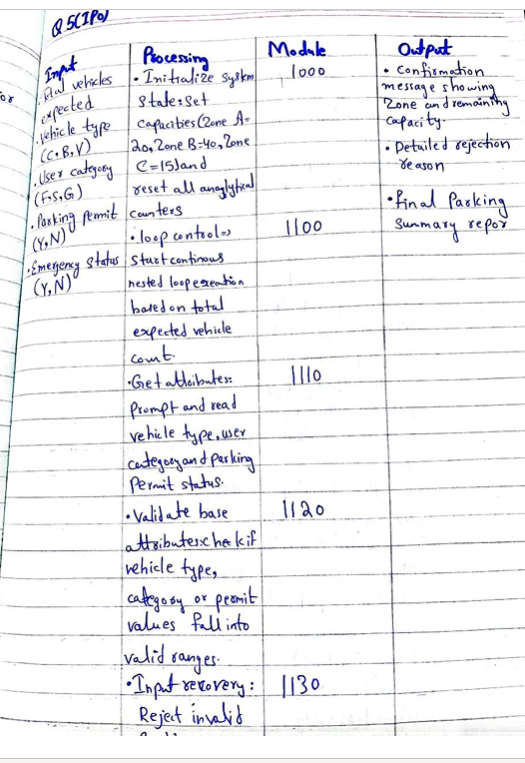 Q5(IPO)
Input
.Total vehicles
expected
.Vehicle type
(C,B,V)
.User category
(F,S,G)
.Parking Permit
(Y,N)
.Emergency Status
(Y,N)
Processing
• Initialize system
state: Set
Capacities (Zone A=
20, Zone B=40, Zone
C=15) and
reset all analytical
counters
• loop control=>
Start continous
nested loop execution
based on total
expected vehicle
count.
• Get attributes:
Prompt and read
vehicle type, user
category and parking
Permit status.
• Validate base
attributes: check if
vehicle type,
category or permit
values fall into
valid ranges.
• Input recovery:
Reject invalid
Module
1000
1100
1110
1120
1130
Output
• Confirmation
message showing
Zone and remaining
Capacity.
• Detailed rejection
reason
• Final Parking
Summary repor
or